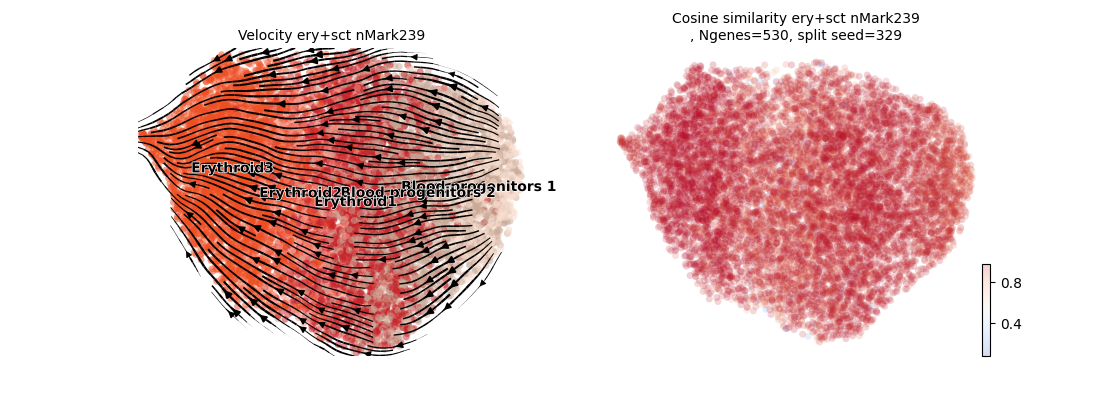 Velocity ery+sct nMark239
Cosine similarity ery+sct nMark239
, Ngenes=530, split seed=329
Erythroid3
Blood progenitors 1
Erythroid2
Blood progenitors 2
Erythroid1
0.8
0.4